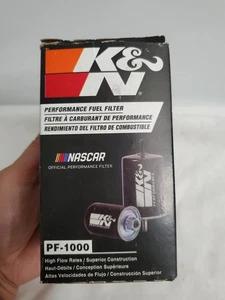 K&N
PERFORMANCE FUEL FILTER
FILTRE À CARBURANT DE PERFORMANCE
RENDIMIENTO DEL FILTRO DE COMBUSTIBLE
NASCAR
OFFICIAL PERFORMANCE FILTER
K&N
PF-1000
High Flow Rates / Superior Construction
Haut-Débits / Conception Supérieurs
Altas Velocidades de Flujo / Construcción Superior